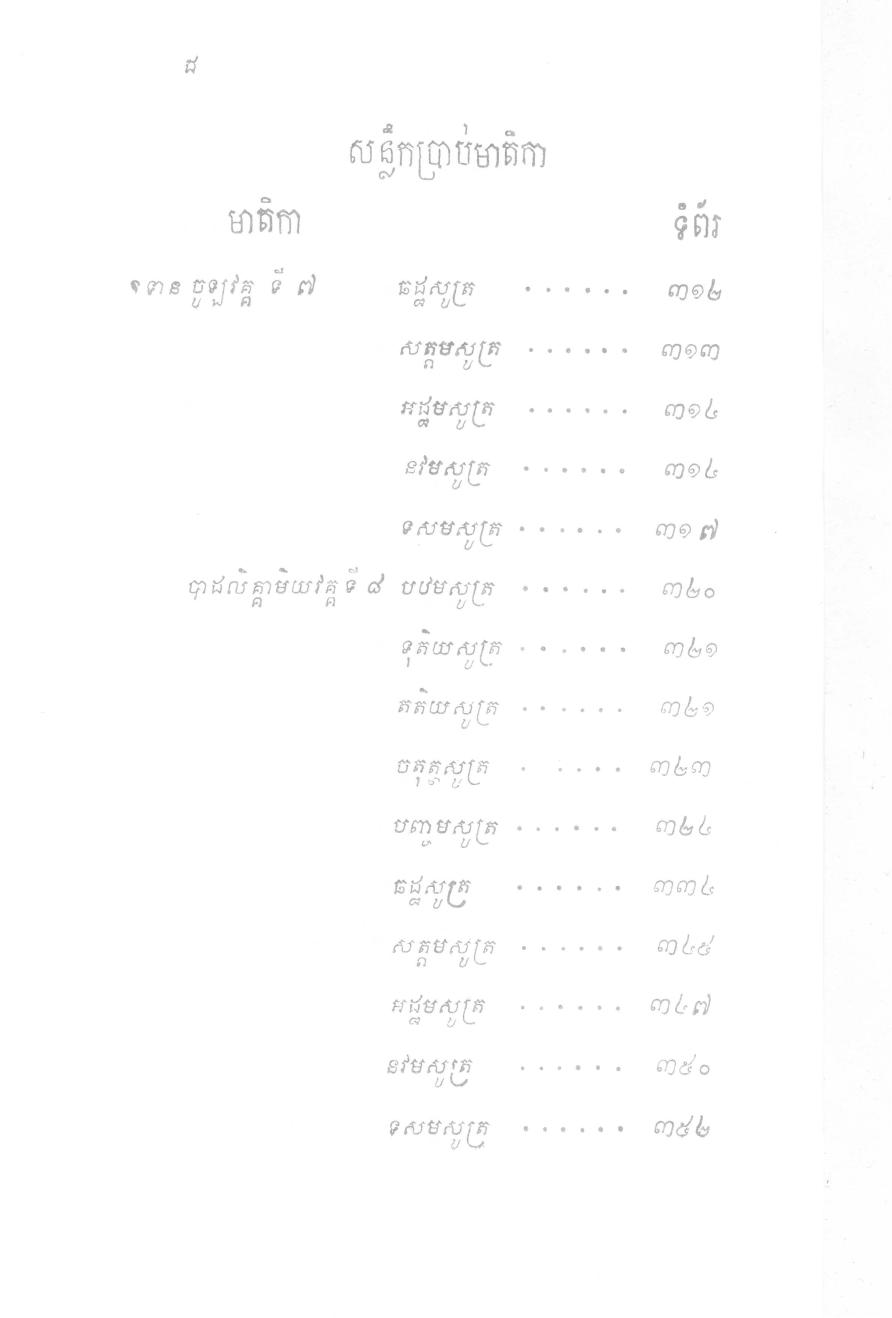 ដ
សន្លឹកប្រាប់មាតិកា
មាតិកា ទំព័រ
ទាន ចូឡវគ្គ ទី ៧ ឆដ្ឋសូត្រ . . . . . . ៣១២
សត្តមសូត្រ . . . . . . ៣១៣
អដ្ឋមសូត្រ . . . . . . ៣១៤
នវមសូត្រ . . . . . . ៣១៤
ទសមសូត្រ . . . . . . ៣១៧
បាដលិគ្គាមិយវគ្គ ទី ៨ បឋមសូត្រ . . . . . . ៣២០
ទុតិយសូត្រ . . . . . . ៣២១
តតិយសូត្រ . . . . . . ៣២១
ចតុត្ថសូត្រ . . . . . ៣២៣
បញ្ចមសូត្រ . . . . . . ៣២៤
ឆដ្ឋសូត្រ . . . . . . ៣៣៤
សត្តមសូត្រ . . . . . . ៣៤៥
អដ្ឋមសូត្រ . . . . . . ៣៤៧
នវមសូត្រ . . . . . . ៣៥០
ទសមសូត្រ . . . . . . ៣៥២